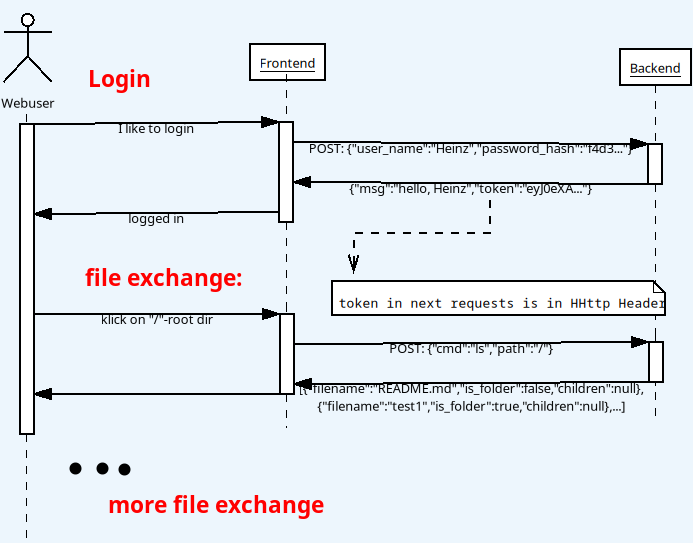 Frontend
Backend
Login
Webuser
I like to login
POST: {"user_name":"Heinz","password_hash":"f4d3..."}
{"msg":"hello, Heinz","token":"eyJ0eXA..."}
logged in
file exchange:
token in next requests is in HHttp Header
klick on "/"-root dir
POST: {"cmd":"ls","path":"/"}
[{"filename":"README.md","is_folder":false,"children":null},
{"filename":"test1","is_folder":true,"children":null},...]
more file exchange